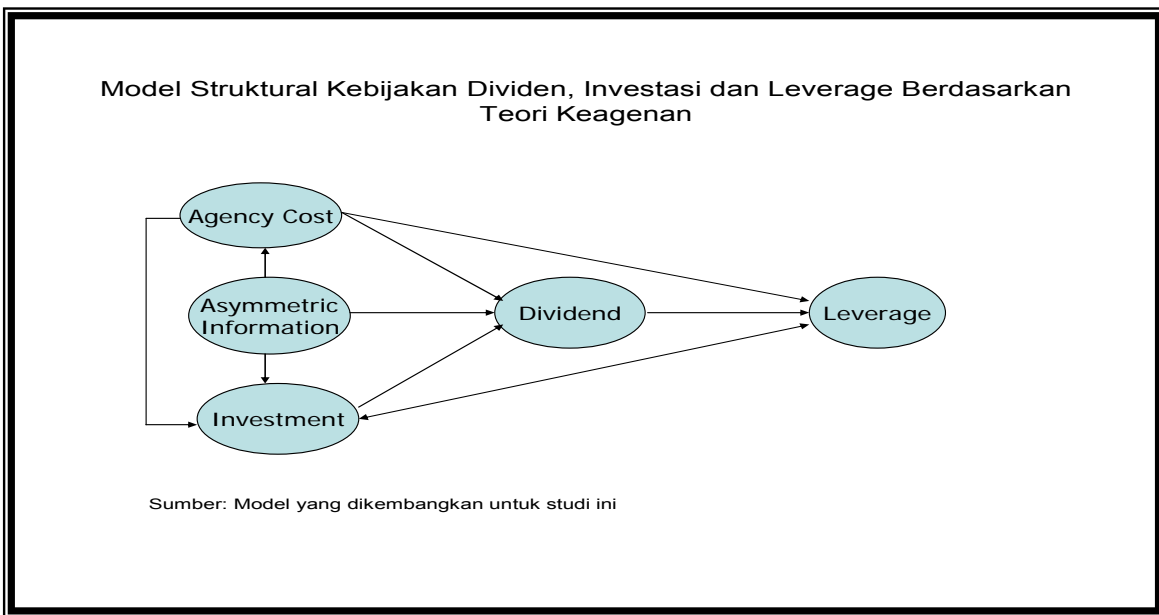 Model Struktural Kebijakan Dividen, Investasi dan Leverage Berdasarkan
Teori Keagenan
Agency Cost
Asymmetric
Information
Dividend
Leverage
Investment
Sumber: Model yang dikembangkan untuk studi ini